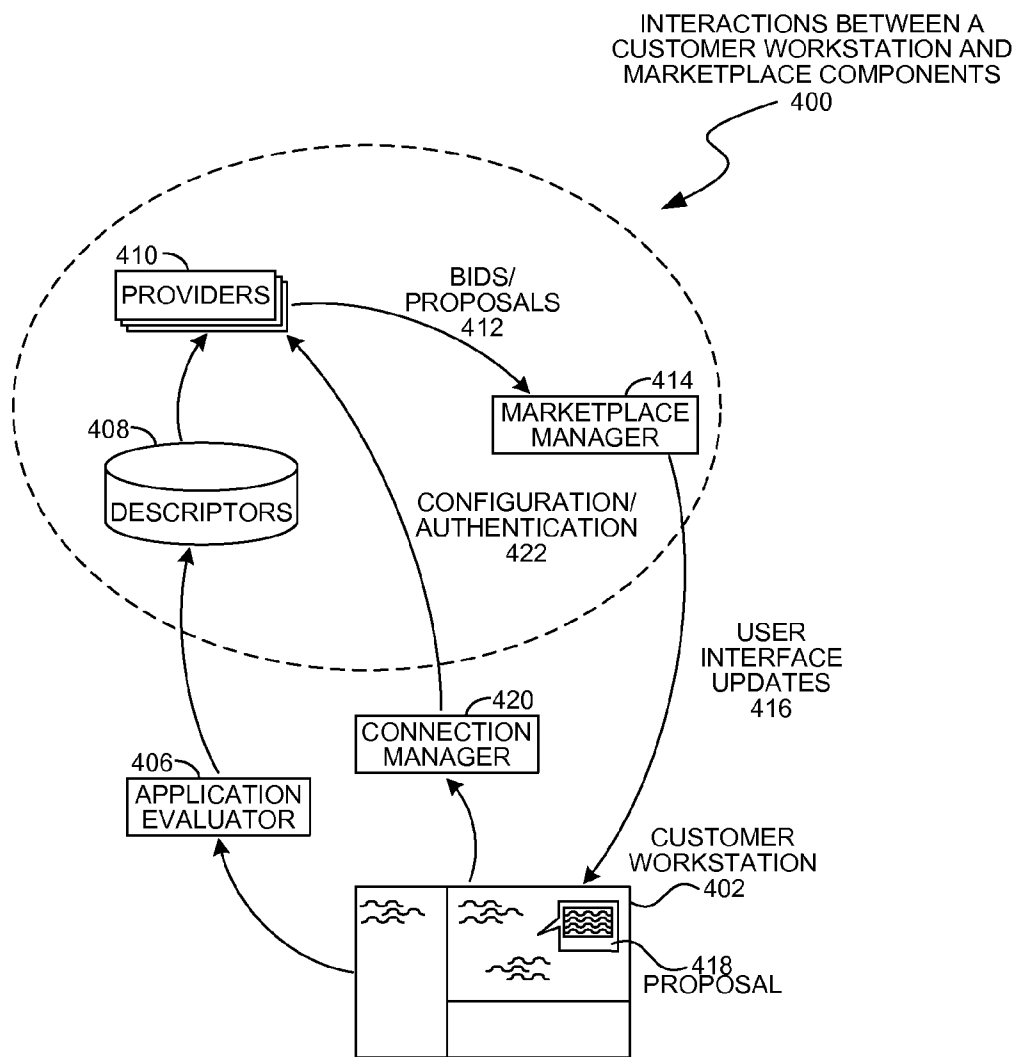 INTERACTIONS BETWEEN A
CUSTOMER WORKSTATION AND
MARKETPLACE COMPONENTS
400
410
PROVIDERS
BIDS/
PROPOSALS
412
414
MARKETPLACE
MANAGER
408
DESCRIPTORS
CONFIGURATION/
AUTHENTICATION
422
USER
INTERFACE
UPDATES
416
420
CONNECTION
MANAGER
406
APPLICATION
EVALUATOR
CUSTOMER
WORKSTATION
402
418
PROPOSAL